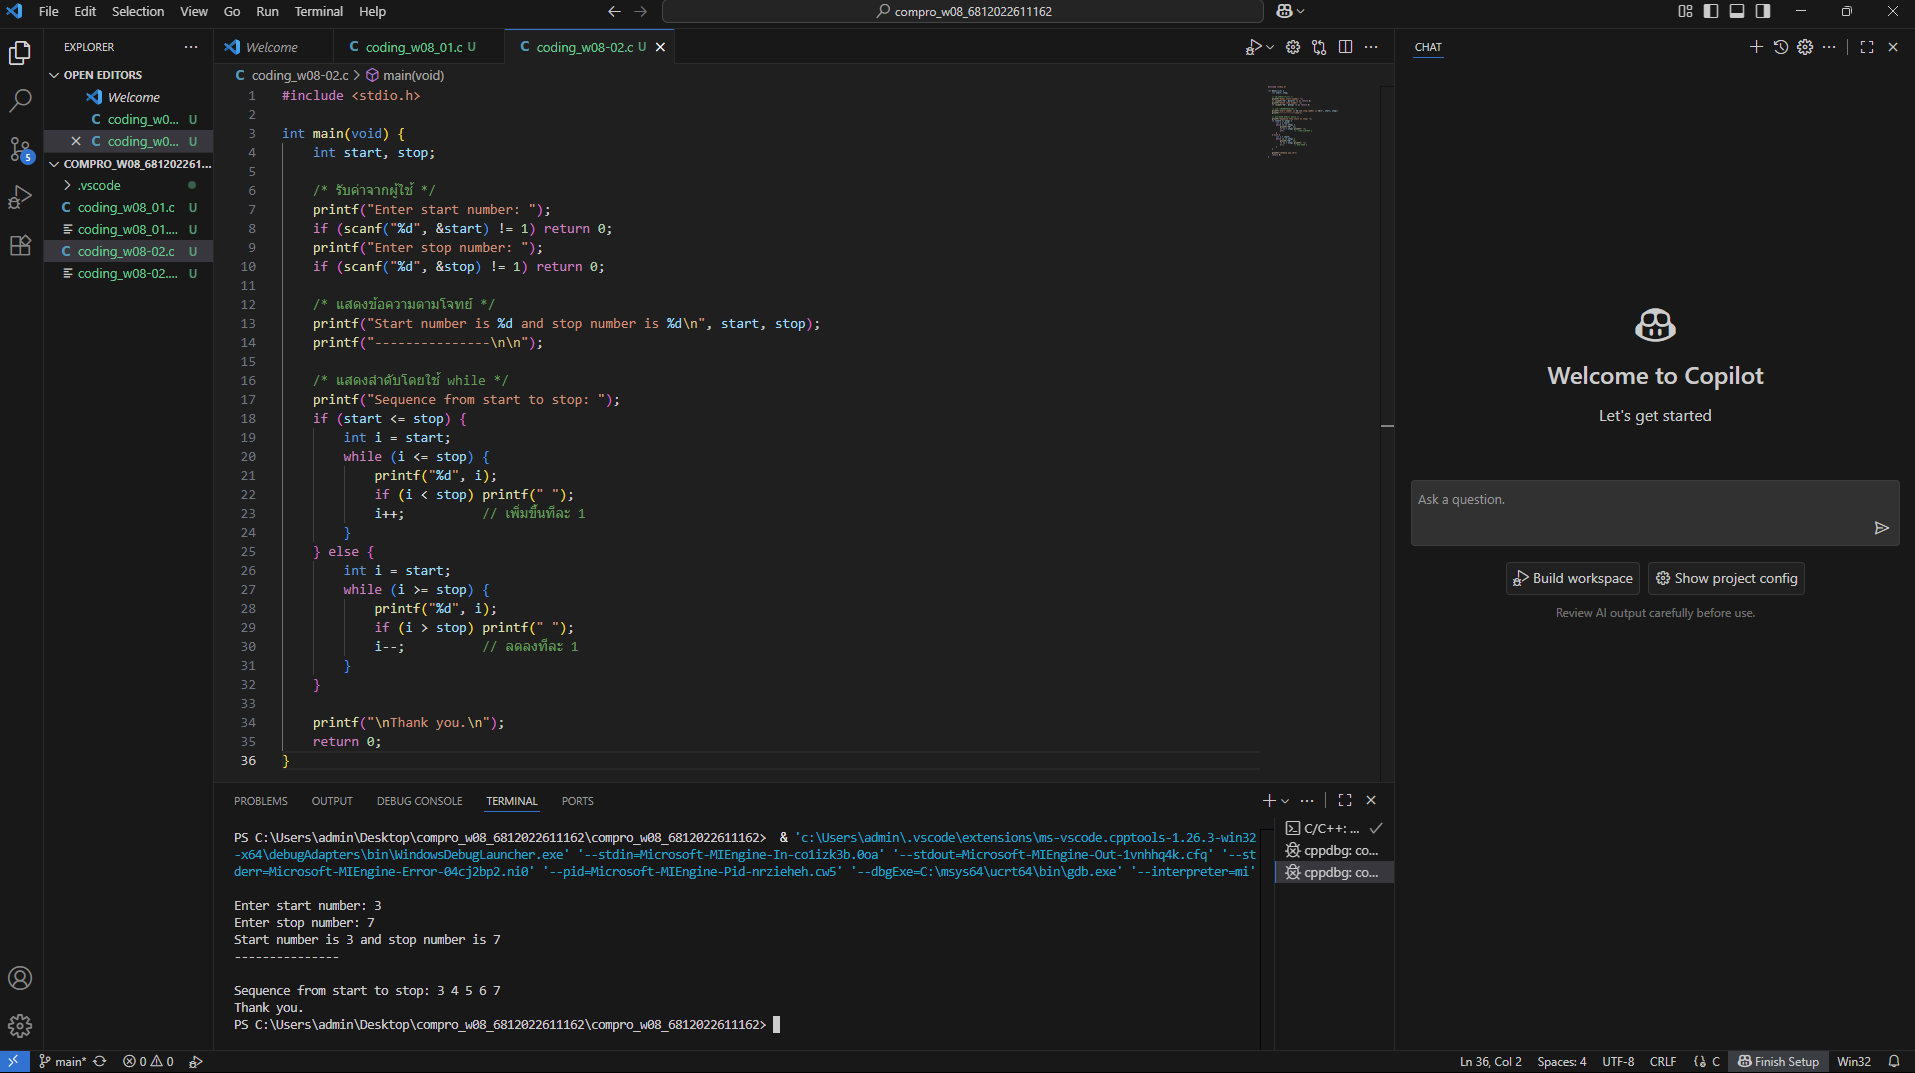 File Edit Selection View Go Run Terminal Help
compro_w08_6812022611162
EXPLORER
OPEN EDITORS
Welcome
coding_w0... U
coding_w0... U
COMPRO_W08_681202261...
.vscode
coding_w08_01.c U
coding_w08_01.... U
coding_w08-02.c U
coding_w08-02.... U
5
Welcome
coding_w08_01.c U
coding_w08-02.c U
coding_w08-02.c > main(void)
1 #include <stdio.h>
2
3 int main(void) {
4 int start, stop;
5
6 /* รับค่าจากผู้ใช้ */
7 printf("Enter start number: ");
8 if (scanf("%d", &start) != 1) return 0;
9 printf("Enter stop number: ");
10 if (scanf("%d", &stop) != 1) return 0;
11
12 /* แสดงข้อความตามโจทย์ */
13 printf("Start number is %d and stop number is %d\n", start, stop);
14 printf("---------------\n\n");
15
16 /* แสดงลำดับโดยใช้ while */
17 printf("Sequence from start to stop: ");
18 if (start <= stop) {
19 int i = start;
20 while (i <= stop) {
21 printf("%d", i);
22 if (i < stop) printf(" ");
23 i++; // เพิ่มขึ้นทีละ 1
24 }
25 } else {
26 int i = start;
27 while (i >= stop) {
28 printf("%d", i);
29 if (i > stop) printf(" ");
30 i--; // ลดลงทีละ 1
31 }
32 }
33
34 printf("\nThank you.\n");
35 return 0;
36 }
PROBLEMS OUTPUT DEBUG CONSOLE TERMINAL PORTS
PS C:\Users\admin\Desktop\compro_w08_6812022611162\compro_w08_6812022611162> & 'c:\Users\admin\.vscode\extensions\ms-vscode.cpptools-1.26.3-win32
-x64\debugAdapters\bin\WindowsDebugLauncher.exe' '--stdin=Microsoft-MIEngine-In-co1izk3b.0oa' '--stdout=Microsoft-MIEngine-Out-1vnhhq4k.cfq' '--st
derr=Microsoft-MIEngine-Error-04cj2bp2.ni0' '--pid=Microsoft-MIEngine-Pid-nrzieheh.cw5' '--dbgExe=C:\msys64\ucrt64\bin\gdb.exe' '--interpreter=mi'
Enter start number: 3
Enter stop number: 7
Start number is 3 and stop number is 7
---------------
Sequence from start to stop: 3 4 5 6 7
Thank you.
PS C:\Users\admin\Desktop\compro_w08_6812022611162\compro_w08_6812022611162>
C/C++: ...
cppdbg: co...
cppdbg: co...
CHAT
Welcome to Copilot
Let's get started
Ask a question.
Build workspace Show project config
Review AI output carefully before use.
main* 0 0
Ln 36, Col 2 Spaces: 4 UTF-8 CRLF {} C Finish Setup Win32